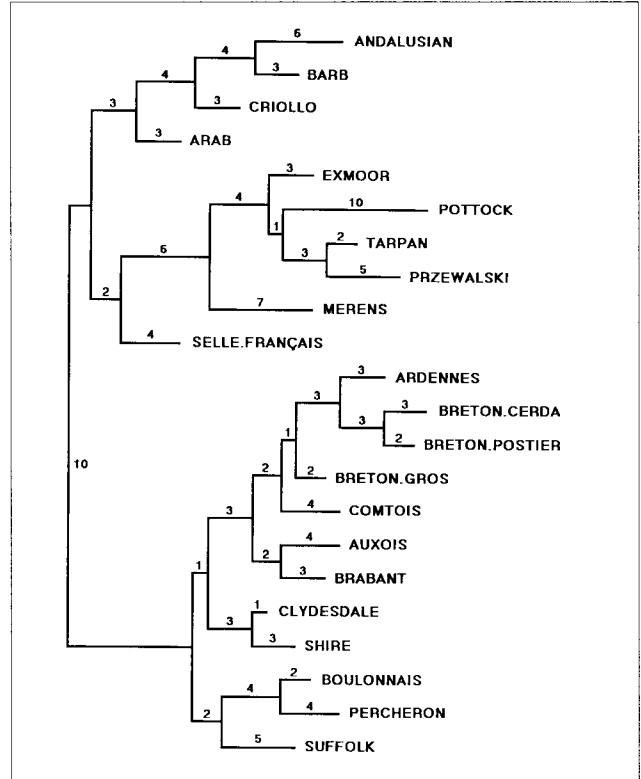 6
ANDALUSIAN
4
3
BARB
4
3
CRIOLLO
3
3
ARAB
3
EXMOOR
4
10
POTTOCK
1
2
TARPAN
3
5
PRZEWALSKI
6
7
MERENS
2
4
SELLE.FRANÇAIS
3
ARDENNES
3
3
BRETON.CERDA
3
2
BRETON.POSTIER
1
2
BRETON.GROS
2
4
COMTOIS
10
3
4
AUXOIS
2
3
BRABANT
1
1
CLYDESDALE
3
3
SHIRE
2
BOULONNAIS
4
4
PERCHERON
2
5
SUFFOLK